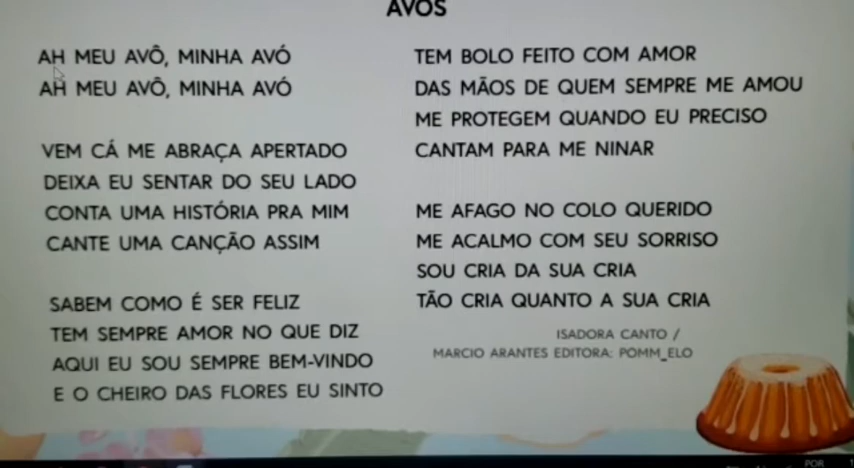 AVÓS
AH MEU AVÔ, MINHA AVÓ
AH MEU AVÔ, MINHA AVÓ
VEM CÁ ME ABRAÇA APERTADO
DEIXA EU SENTAR DO SEU LADO
CONTA UMA HISTÓRIA PRA MIM
CANTE UMA CANÇÃO ASSIM
SABEM COMO É SER FELIZ
TEM SEMPRE AMOR NO QUE DIZ
AQUI EU SOU SEMPRE BEM-VINDO
E O CHEIRO DAS FLORES EU SINTO
TEM BOLO FEITO COM AMOR
DAS MÃOS DE QUEM SEMPRE ME AMOU
ME PROTEGEM QUANDO EU PRECISO
CANTAM PARA ME NINAR
ME AFAGO NO COLO QUERIDO
ME ACALMO COM SEU SORRISO
SOU CRIA DA SUA CRIA
TÃO CRIA QUANTO A SUA CRIA
ISADORA CANTO /
MARCIO ARANTES EDITORA: POMM_ELO
POR